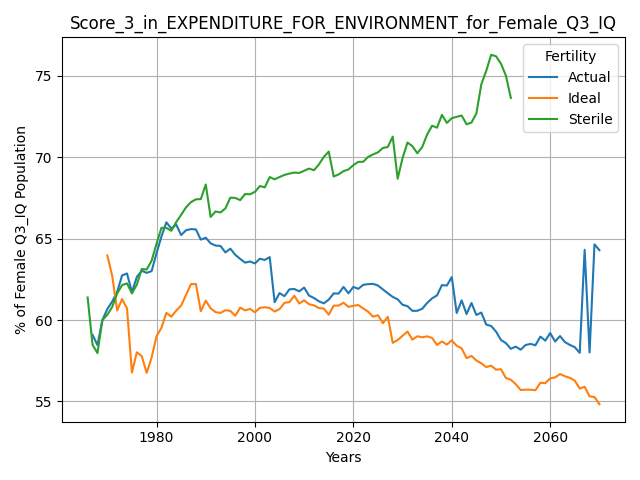 Score_3_in_EXPENDITURE_FOR_ENVIRONMENT_for_Female_Q3_IQ
Fertility
Actual
Ideal
Sterile
% of Female Q3_IQ Population
75
70
65
60
55
1980
2000
2020
2040
2060
Years